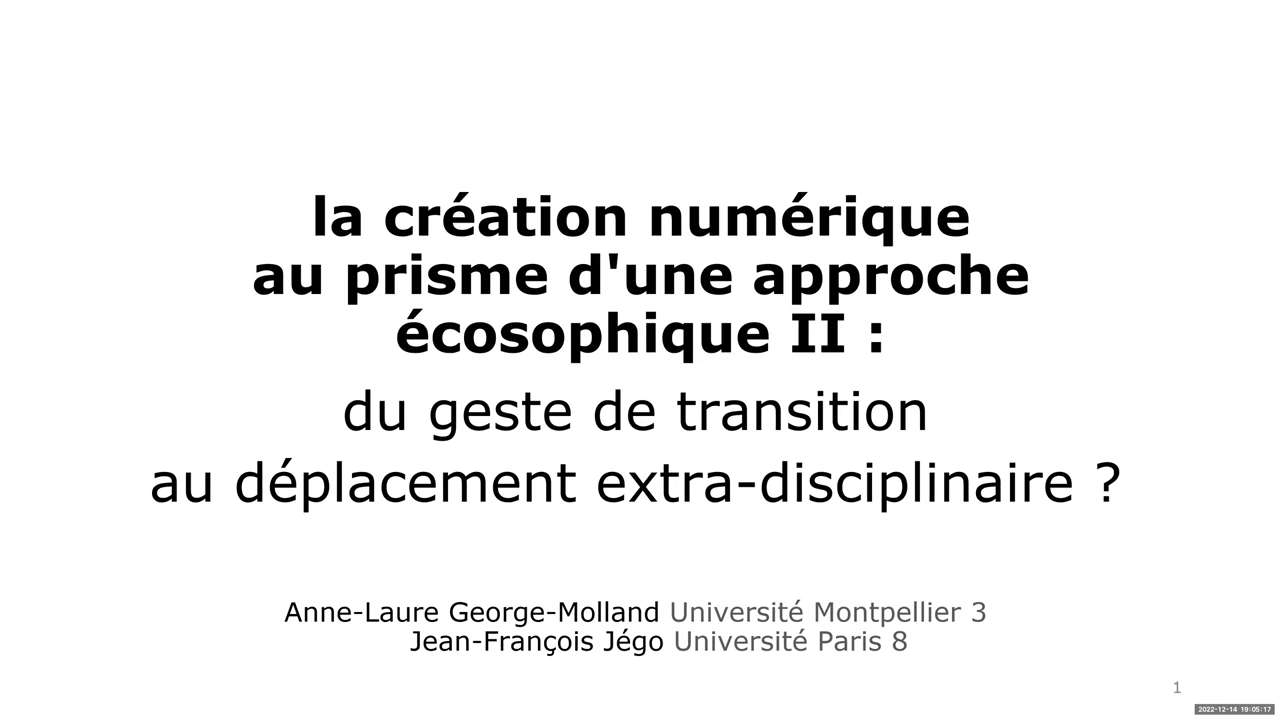 la création numérique
au prisme d'une approche
écosophique II :
du geste de transition
au déplacement extra-disciplinaire ?
Anne-Laure George-Molland Université Montpellier 3
Jean-François Jégo Université Paris 8
1
2022-12-14 19:05:17